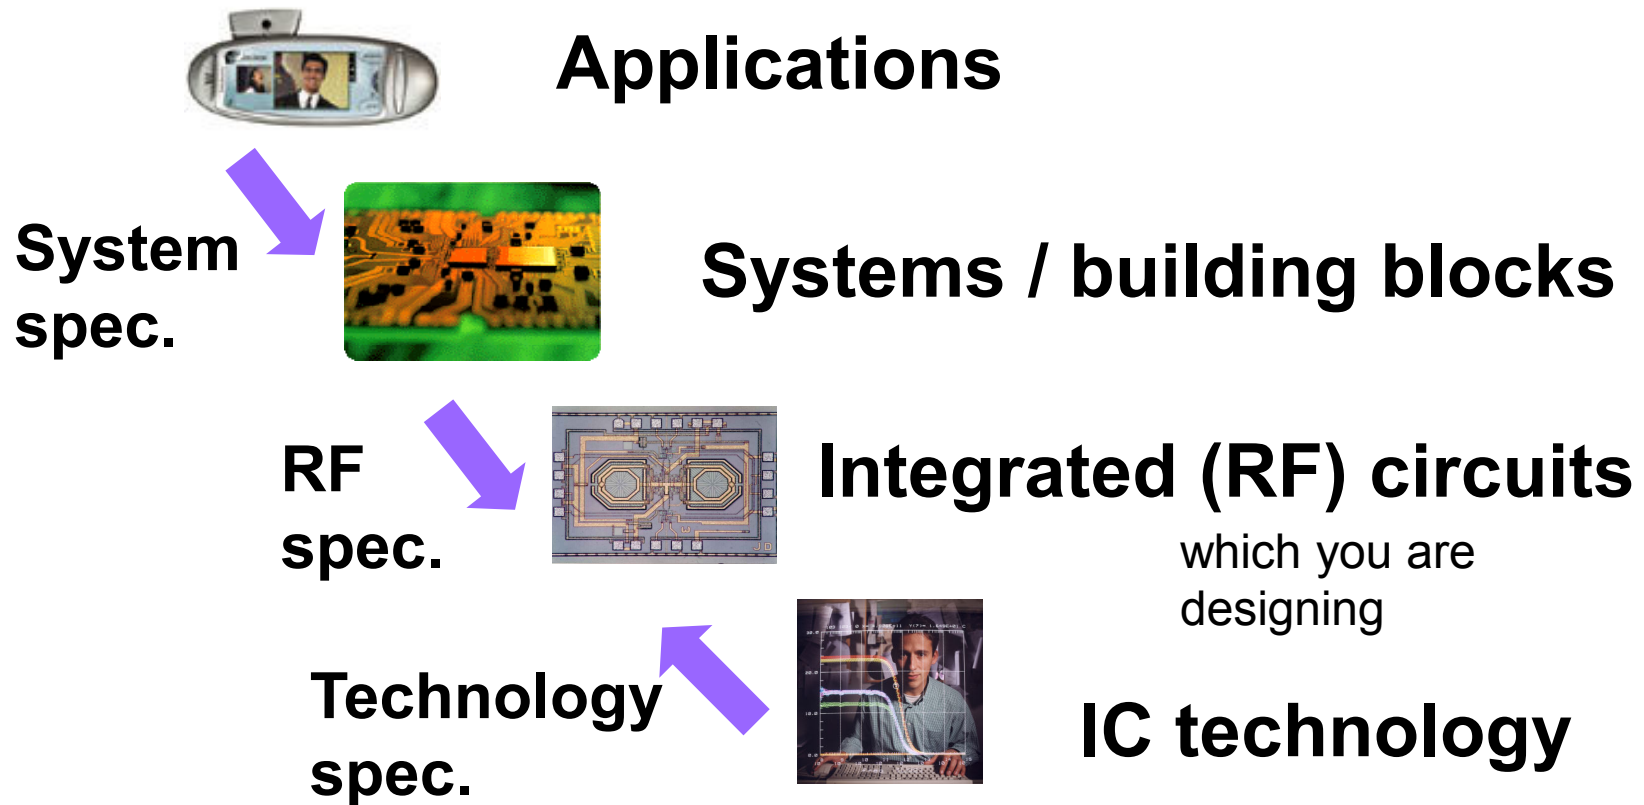 Applications
System
spec.
Systems / building blocks
RF
spec.
Integrated (RF) circuits
which you are
designing
JD
Technology
spec.
IC technology